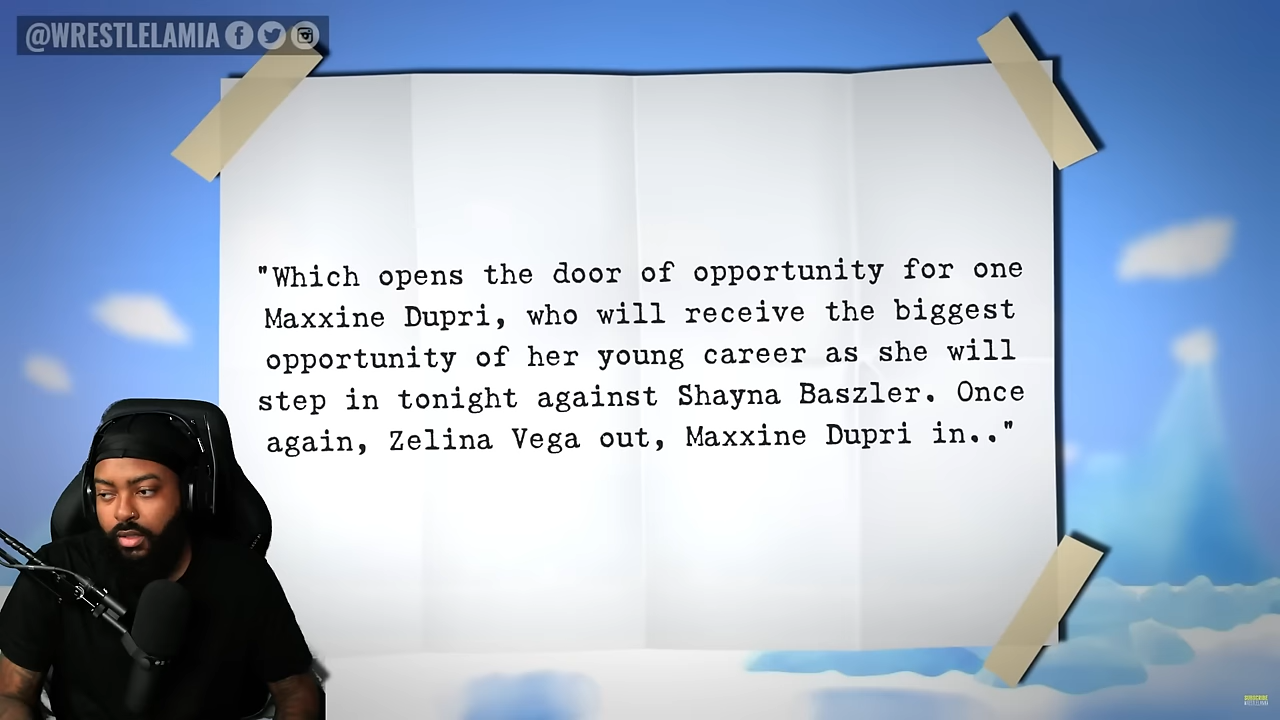 @WRESTLELAMIA
"Which opens the door of opportunity for one
Maxxine Dupri, who will receive the biggest
opportunity of her young career as she will
step in tonight against Shayna Baszler. Once
again, Zelina Vega out, Maxxine Dupri in.."
SUBSCRIBE
WRESTLELAMIA